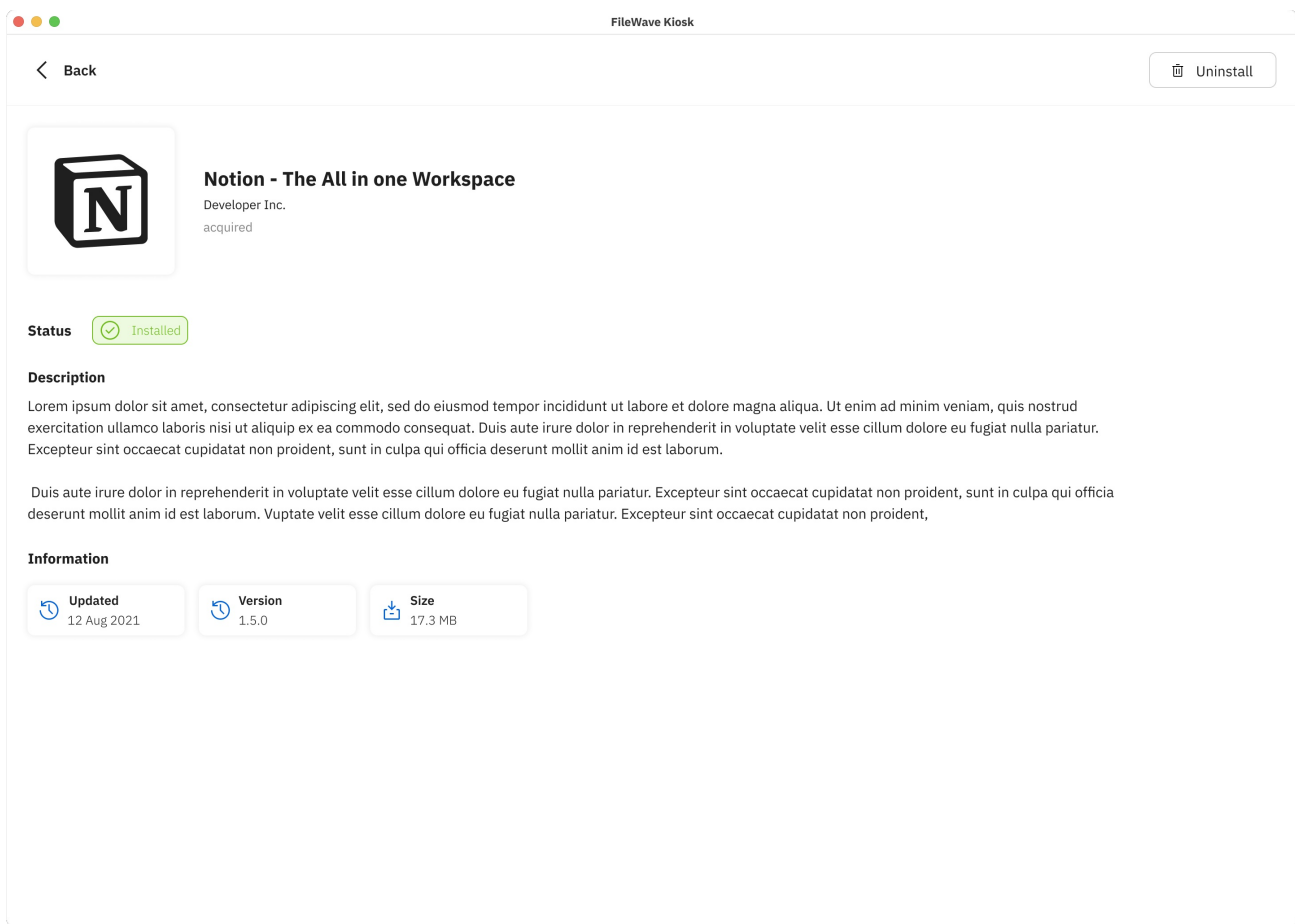 FileWave Kiosk
Back
Uninstall
N
Notion - The All in one Workspace
Developer Inc.
acquired
Status
Installed
Description
Lorem ipsum dolor sit amet, consectetur adipiscing elit, sed do eiusmod tempor incididunt ut labore et dolore magna aliqua. Ut enim ad minim veniam, quis nostrud
exercitation ullamco laboris nisi ut aliquip ex ea commodo consequat. Duis aute irure dolor in reprehenderit in voluptate velit esse cillum dolore eu fugiat nulla pariatur.
Excepteur sint occaecat cupidatat non proident, sunt in culpa qui officia deserunt mollit anim id est laborum.
Duis aute irure dolor in reprehenderit in voluptate velit esse cillum dolore eu fugiat nulla pariatur. Excepteur sint occaecat cupidatat non proident, sunt in culpa qui officia
deserunt mollit anim id est laborum. Vuptate velit esse cillum dolore eu fugiat nulla pariatur. Excepteur sint occaecat cupidatat non proident,
Information
Updated
12 Aug 2021
Version
1.5.0
Size
17.3 MB